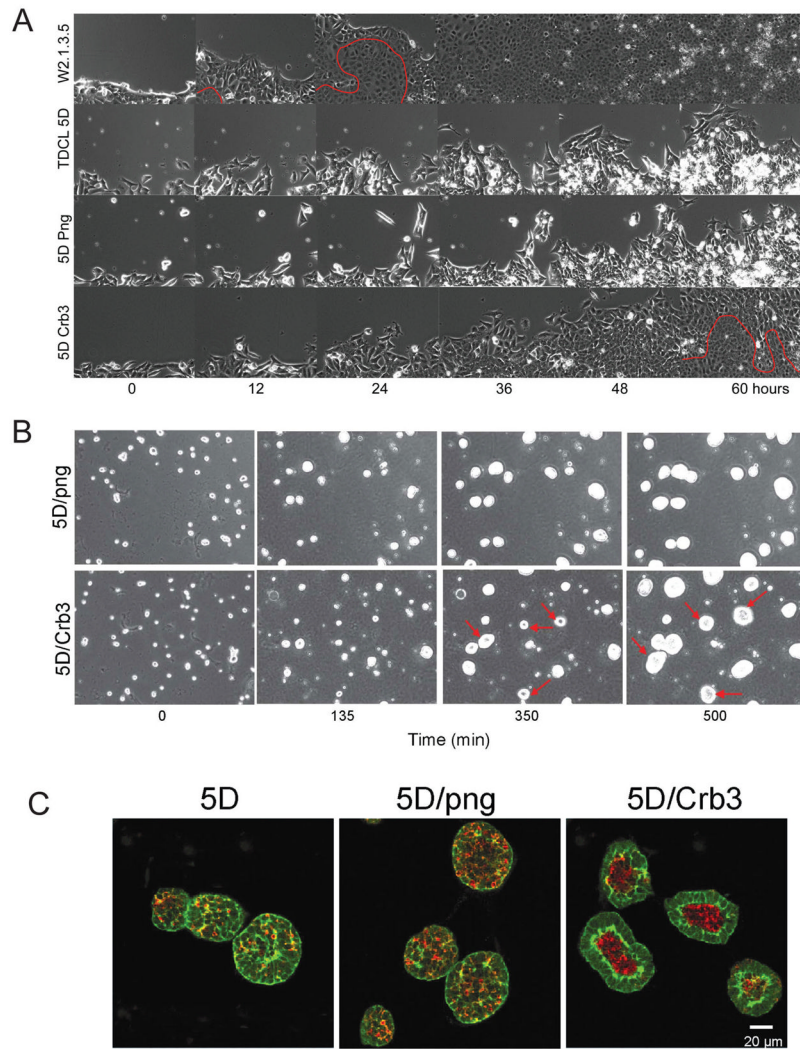 A
W2.1.3.5
TDCL 5D
5D Png
5D Crb3
0 12 24 36 48 60 hours
B
5D/png
5D/Crb3
0 135 350 500
Time (min)
C
5D 5D/png 5D/Crb3
20 µm